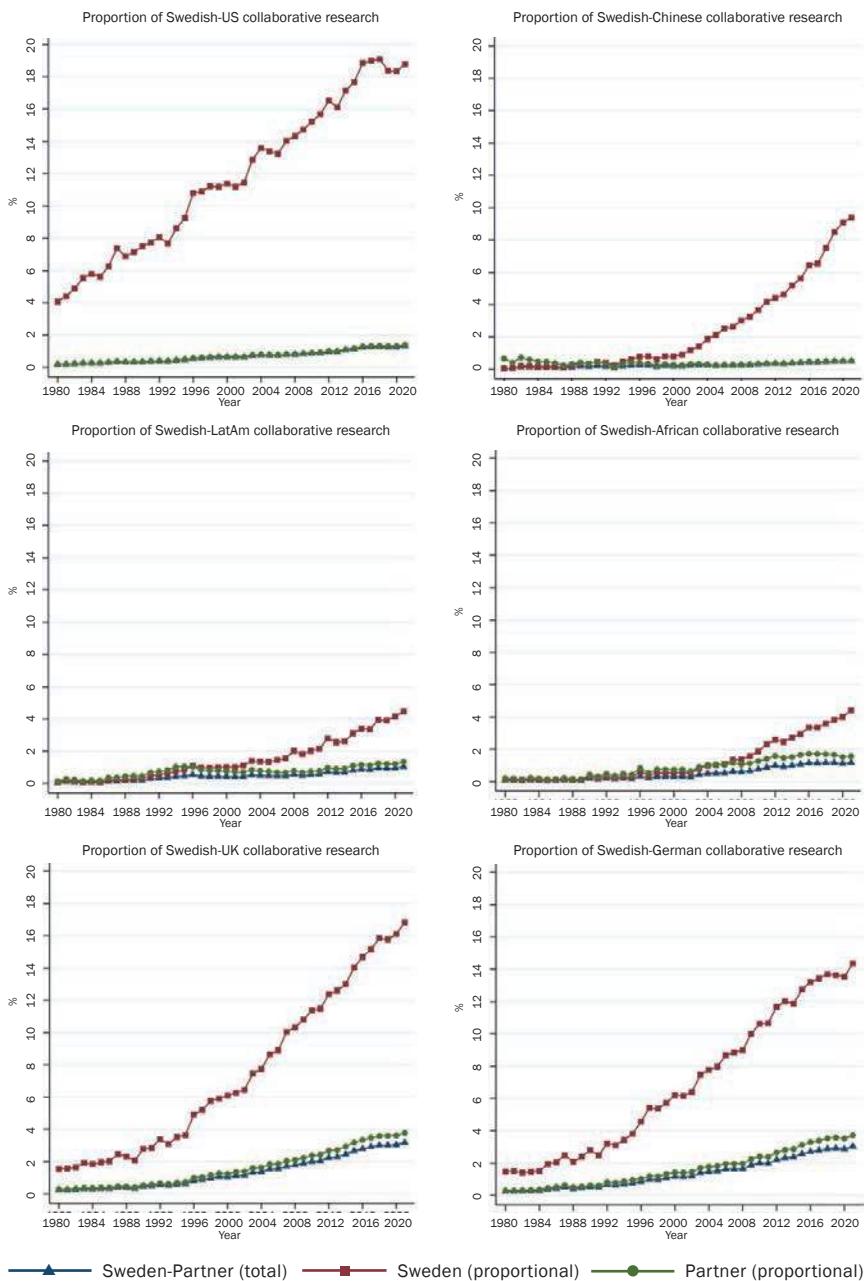 Proportion of Swedish-US collaborative research
%
0 2 4 6 8 10 12 14 16 18 20
1980 1984 1988 1992 1996 2000 2004 2008 2012 2016 2020
Year
Proportion of Swedish-Chinese collaborative research
%
0 2 4 6 8 10 12 14 16 18 20
1980 1984 1988 1992 1996 2000 2004 2008 2012 2016 2020
Year
Proportion of Swedish-LatAm collaborative research
%
0 2 4 6 8 10 12 14 16 18 20
1980 1984 1988 1992 1996 2000 2004 2008 2012 2016 2020
Year
Proportion of Swedish-African collaborative research
%
0 2 4 6 8 10 12 14 16 18 20
1980 1984 1988 1992 1996 2000 2004 2008 2012 2016 2020
Year
Proportion of Swedish-UK collaborative research
%
0 2 4 6 8 10 12 14 16 18 20
1980 1984 1988 1992 1996 2000 2004 2008 2012 2016 2020
Year
Proportion of Swedish-German collaborative research
%
0 2 4 6 8 10 12 14 16 18 20
1980 1984 1988 1992 1996 2000 2004 2008 2012 2016 2020
Year
Sweden-Partner (total) Sweden (proportional) Partner (proportional)